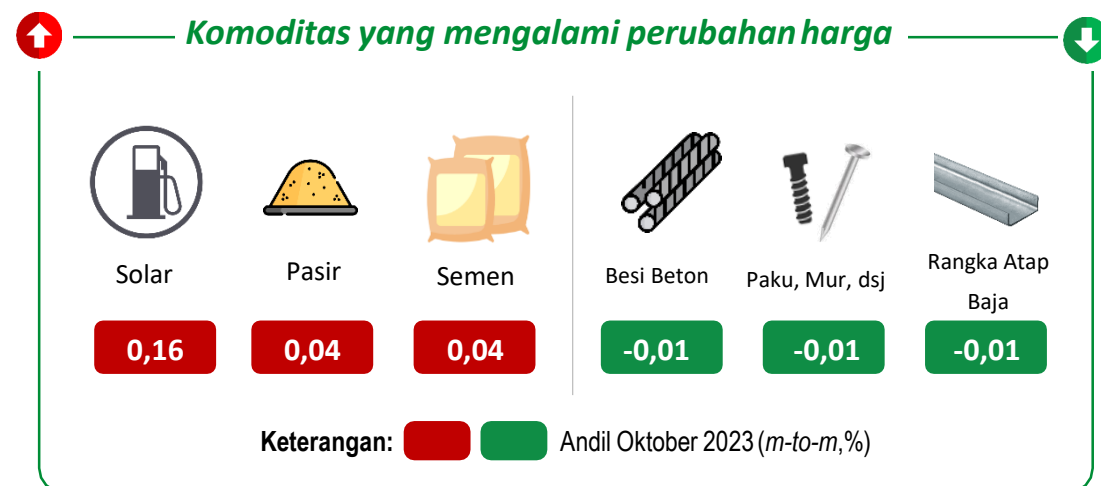 Komoditas yang mengalami perubahan harga
Solar
Pasir
Semen
Besi Beton
Paku, Mur, dsj
Rangka Atap
Baja
0,16
0,04
0,04
-0,01
-0,01
-0,01
Keterangan: Andil Oktober 2023 (m-to-m,%)